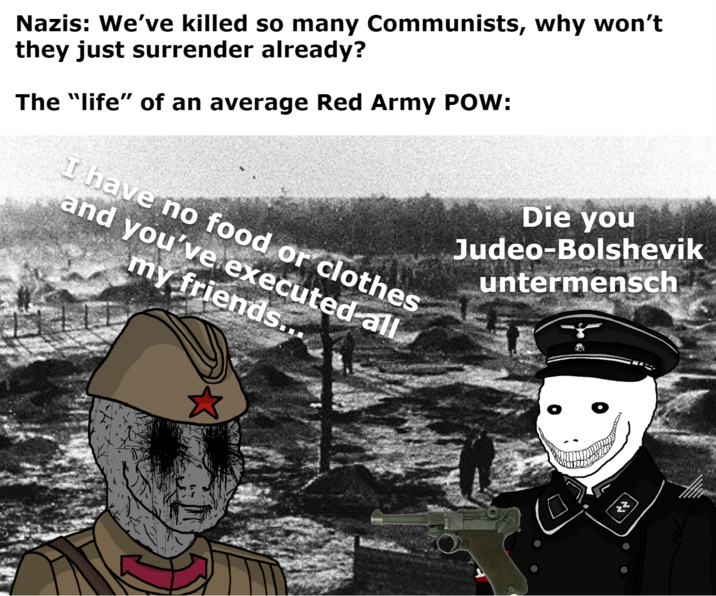 Nazis: We’ve killed so many Communists, why won’t
they just surrender already?
The “life” of an average Red Army POW:
I have no food or clothes
and you’ve executed all
my friends...
Die you
Judeo-Bolshevik
untermensch